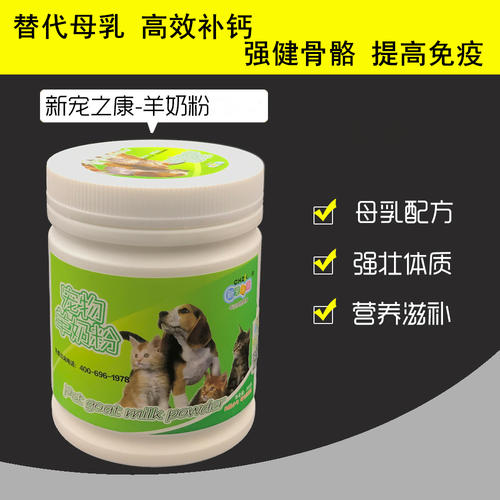 替代母乳 高效补钙
强健骨骼 提高免疫
新宠之康-羊奶粉
母乳配方
强壮体质
营养滋补
宠物
羊奶粉
电话:400-696-1978
pet goat milk powder